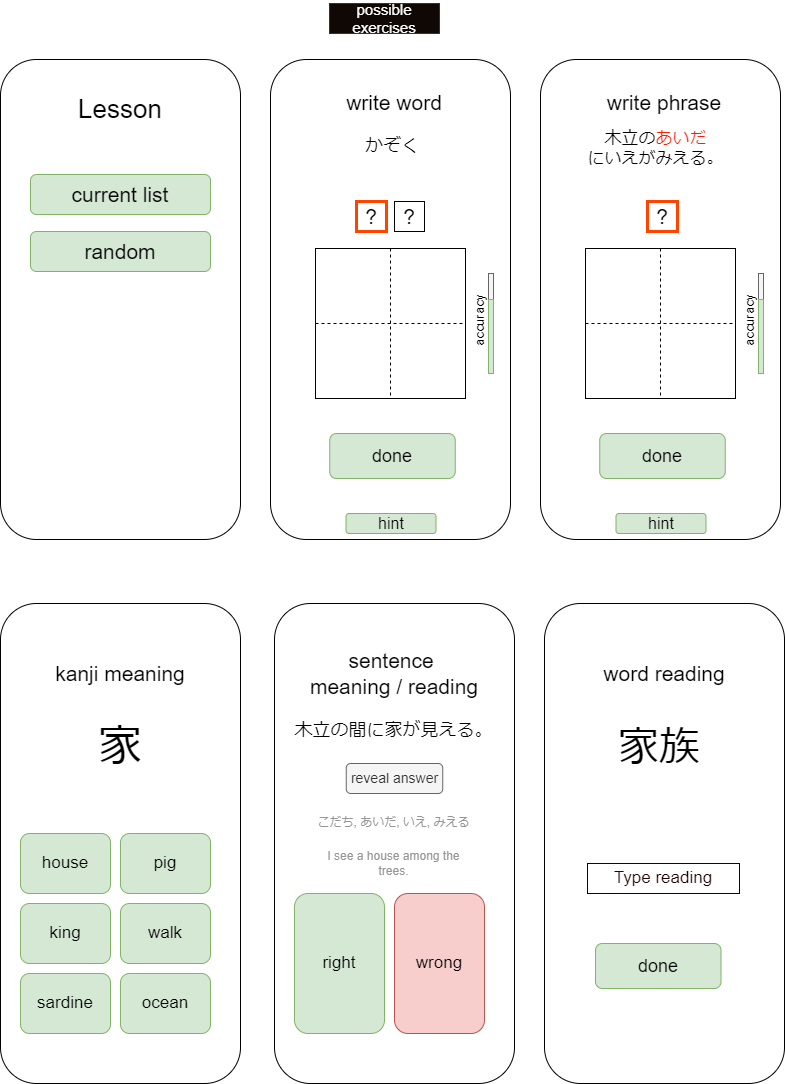 possible
exercises
Lesson
current list
random
write word
かぞく
?
?
accuracy
done
hint
write phrase
木立のあいだ
にいえがみえる。
?
accuracy
done
hint
kanji meaning
家
house
pig
king
walk
sardine
ocean
sentence
meaning / reading
木立の間に家が見える。
reveal answer
こだち, あいだ, いえ, みえる
I see a house among the
trees.
right
wrong
word reading
家族
Type reading
done